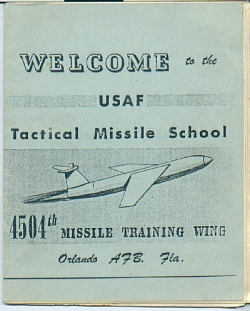 WELCOME to the
USAF
Tactical Missile School
4504th MISSILE TRAINING WING
Orlando AFB. Fla.